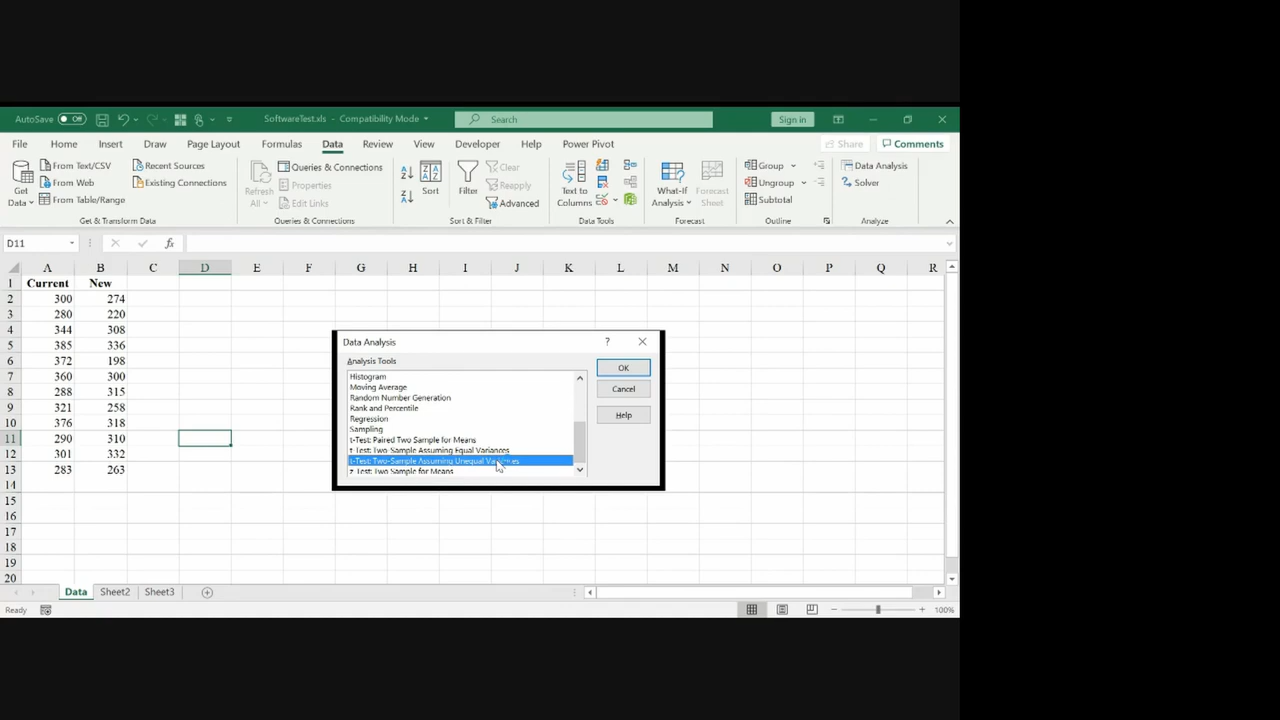 AutoSave Off SoftwareTest.xls - Compatibility Mode Search Sign in
File Home Insert Draw Page Layout Formulas Data Review View Developer Help Power Pivot Share Comments
Get Data
From Text/CSV
From Web
From Table/Range
Recent Sources
Existing Connections
Get & Transform Data
Refresh All
Queries & Connections
Properties
Edit Links
Queries & Connections
Sort
Filter
Clear
Reapply
Advanced
Sort & Filter
Text to Columns
Data Tools
What-If Analysis
Forecast Sheet
Forecast
Group
Ungroup
Subtotal
Outline
Data Analysis
Solver
Analyze
D11 fx
A B C D E F G H I J K L M N O P Q R
1 Current New
2 300 274
3 280 220
4 344 308
5 385 336
6 372 198
7 360 300
8 288 315
9 321 258
10 376 318
11 290 310
12 301 332
13 283 263
14
15
16
17
18
19
20
Data Analysis ?
Analysis Tools
Histogram
Moving Average
Random Number Generation
Rank and Percentile
Regression
Sampling
t-Test: Paired Two Sample for Means
t-Test: Two-Sample Assuming Equal Variances
t-Test: Two-Sample Assuming Unequal Variances
z-Test: Two Sample for Means
OK
Cancel
Help
Data Sheet2 Sheet3
Ready 100%